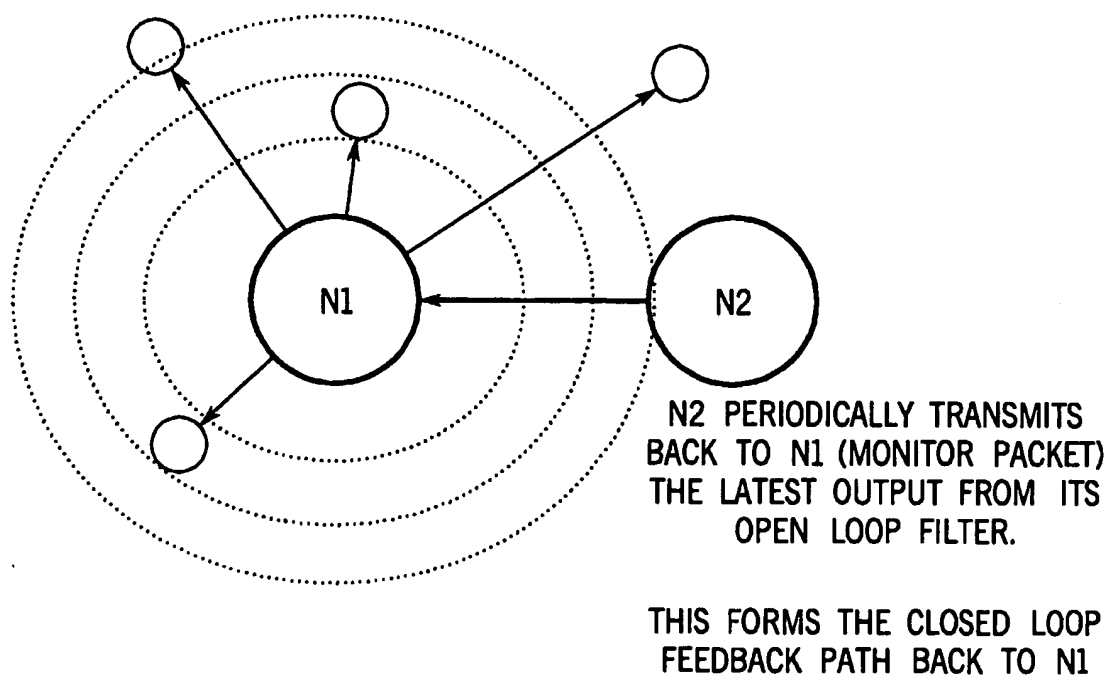 N1
N2
N2 PERIODICALLY TRANSMITS
BACK TO N1 (MONITOR PACKET)
THE LATEST OUTPUT FROM ITS
OPEN LOOP FILTER.
THIS FORMS THE CLOSED LOOP
FEEDBACK PATH BACK TO N1